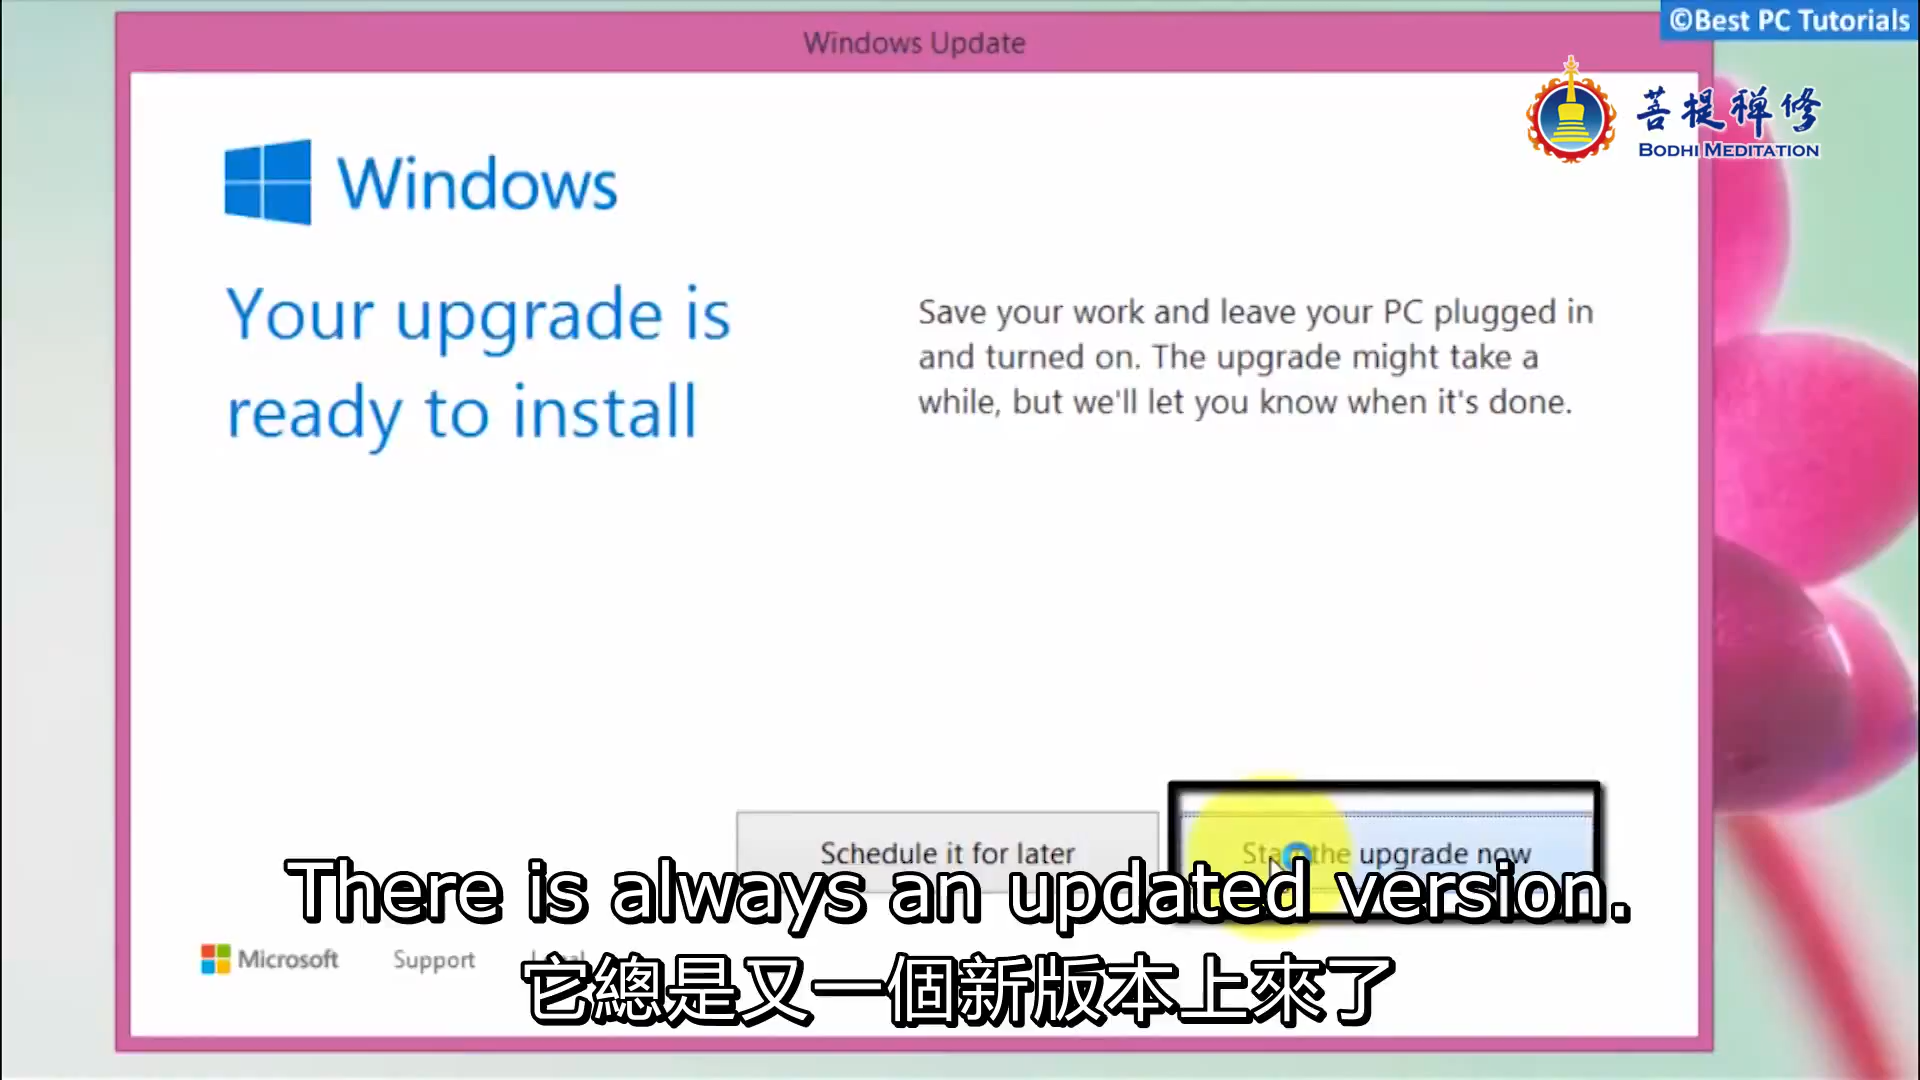 Windows Update
©Best PC Tutorials
菩提禪修
BODHI MEDITATION
Windows
Your upgrade is
ready to install
Save your work and leave your PC plugged in
and turned on. The upgrade might take a
while, but we'll let you know when it's done.
Schedule it for later
Start the upgrade now
There is always an updated version.
Microsoft
Support
Legal
它總是又一個新版本上來了